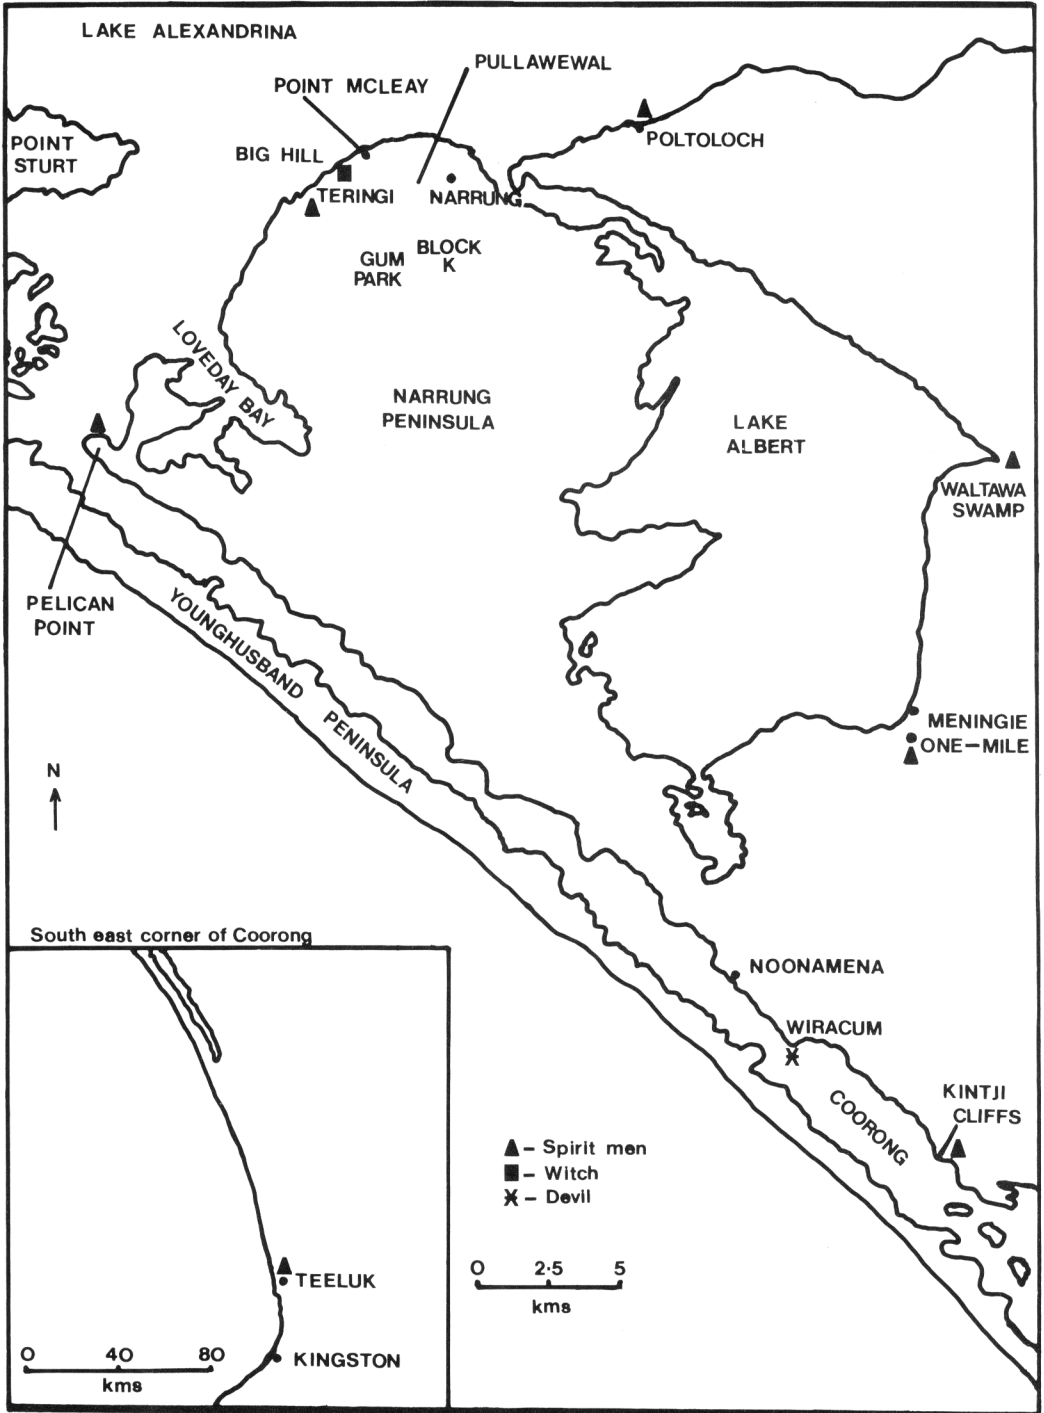 LAKE ALEXANDRINA
PULLAWEWAL
POINT MCLEAY
POINT
STURT
BIG HILL
POLTOLOCH
TERINGI
NARRUNG
GUM
PARK
BLOCK
K
LOVEDAY BAY
NARRUNG
PENINSULA
LAKE
ALBERT
WALTAWA
SWAMP
PELICAN
POINT
YOUNGHUSBAND PENINSULA
MENINGIE
ONE-MILE
N
South east corner of Coorong
NOONAMENA
WIRACUM
KINTJI
CLIFFS
COORONG
▲ - Spirit men
■ - Witch
Ӿ - Devil
0 2·5 5
kms
TEELUK
KINGSTON
0 40 80
kms